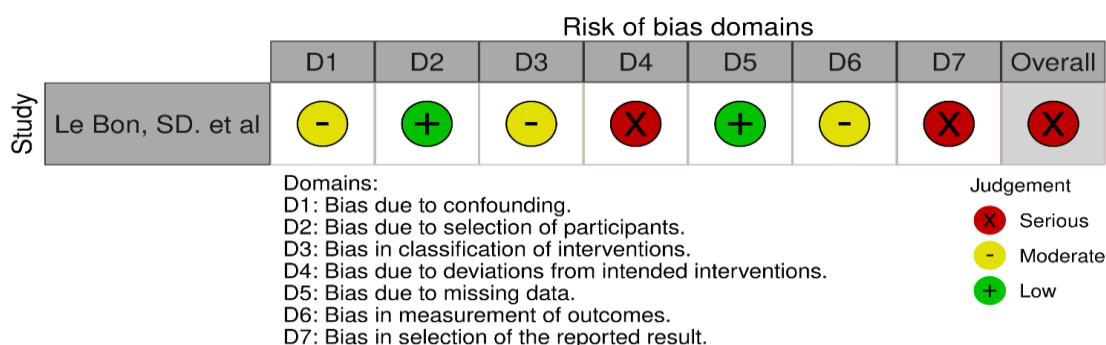 Risk of bias domains
D1 D2 D3 D4 D5 D6 D7 Overall
Study
Le Bon, SD. et al - + - X + - X X
Domains:
D1: Bias due to confounding.
D2: Bias due to selection of participants.
D3: Bias in classification of interventions.
D4: Bias due to deviations from intended interventions.
D5: Bias due to missing data.
D6: Bias in measurement of outcomes.
D7: Bias in selection of the reported result.
Judgement
X Serious
- Moderate
+ Low